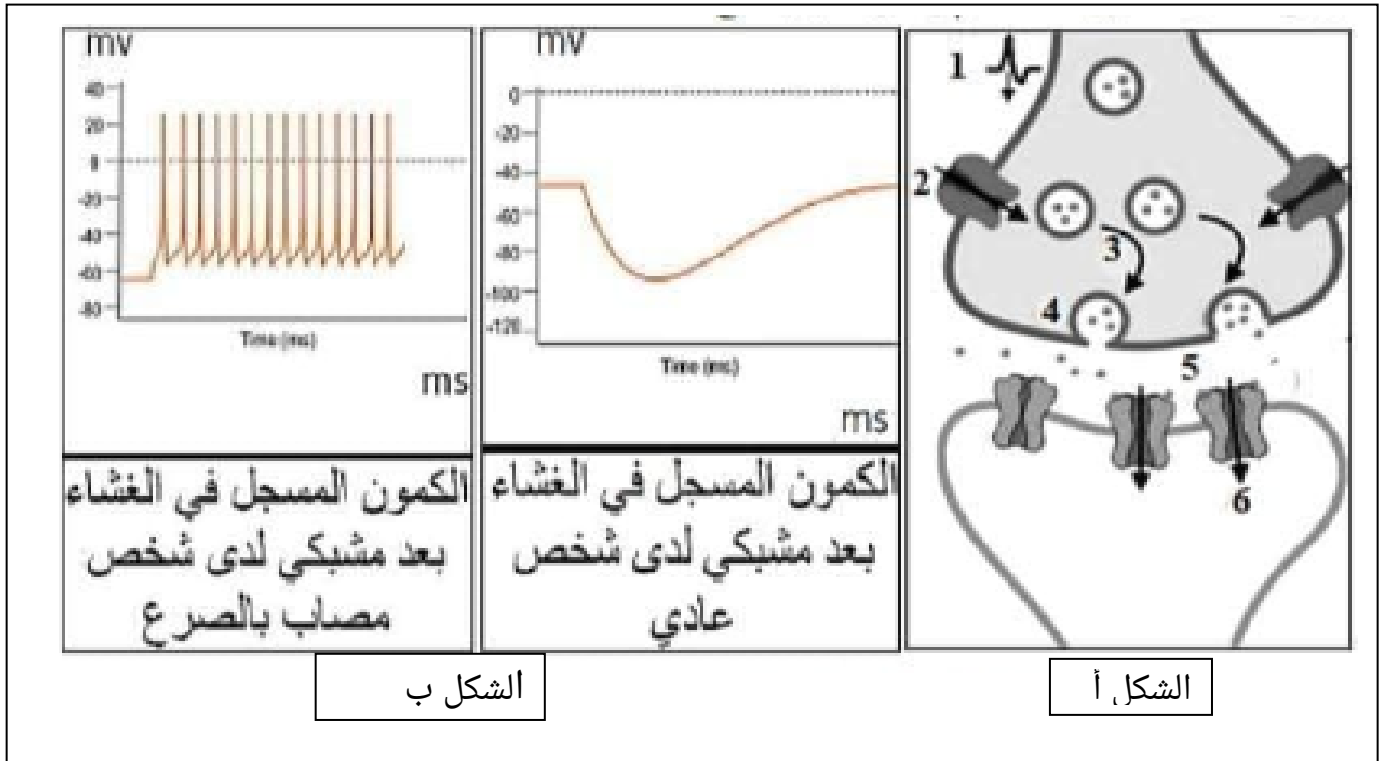 1
2
3
4
5
6
الشكل أ
mv
0
-20
-40
-60
-80
-100
-120
Time (ms)
ms
الكمون المسجل في الغشاء
بعد مشبكي لدى شخص
عادي
mv
40
20
0
-20
-40
-60
-80
Time (ms)
ms
الكمون المسجل في الغشاء
بعد مشبكي لدى شخص
مصاب بالصرع
الشكل ب